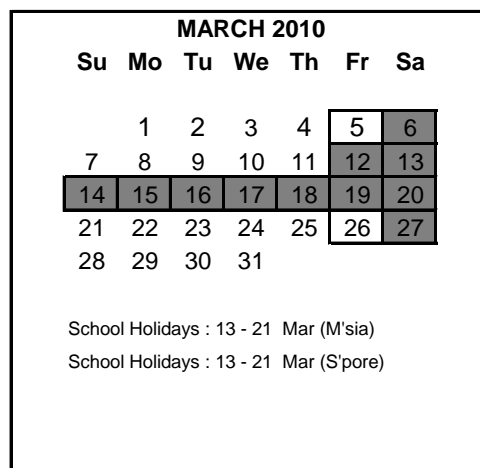 MARCH 2010
Su Mo Tu We Th Fr Sa
1 2 3 4 5 6
7 8 9 10 11 12 13
14 15 16 17 18 19 20
21 22 23 24 25 26 27
28 29 30 31
School Holidays : 13 - 21 Mar (M'sia)
School Holidays : 13 - 21 Mar (S'pore)